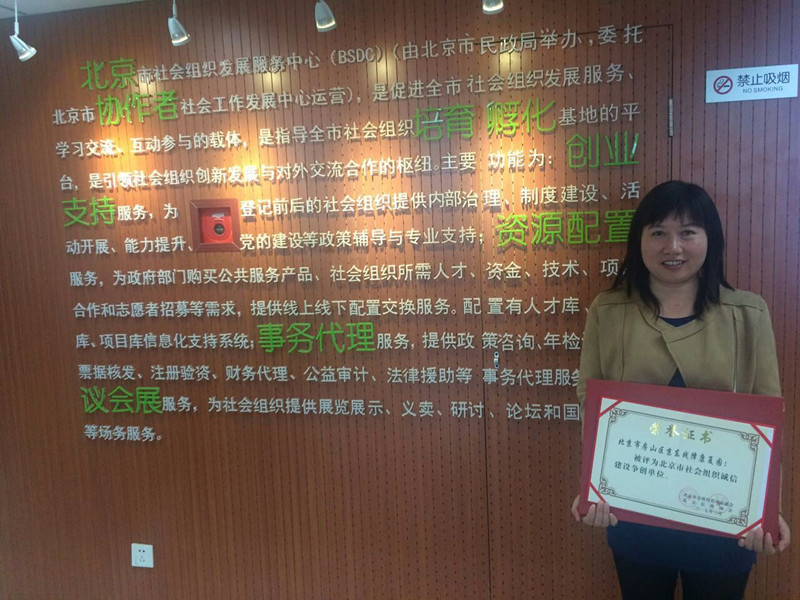 北京市社会组织发展服务中心(BSDC)(由北京市民政局举办,委托
北京市协作者社会工作发展中心运营),是促进全市社会组织发展服务、
学习交流、互动参与的载体,是指导全市社会组织培育孵化基地的平
台,是引领社会组织创新发展与对外交流合作的枢纽。主要功能为:创业
支持服务,为登记前后的社会组织提供内部治理、制度建设、活
动开展、能力提升、党的建设等政策辅导与专业支持;资源配置
服务,为政府部门购买公共服务产品、社会组织所需人才、资金、技术、项
合作和志愿者招募等需求,提供线上线下配置交换服务。配置有人才库、
库、项目库信息化支持系统;事务代理服务,提供政策咨询、年检
票据核发、注册验资、财务代理、公益审计、法律援助等事务代理服务
议会展服务,为社会组织提供展览展示、义卖、研讨、论坛和国
等场务服务。
禁止吸烟
NO SMOKING
荣誉证书
北京市房山区
被评为北京市社会组织诚信
建设争创单位。